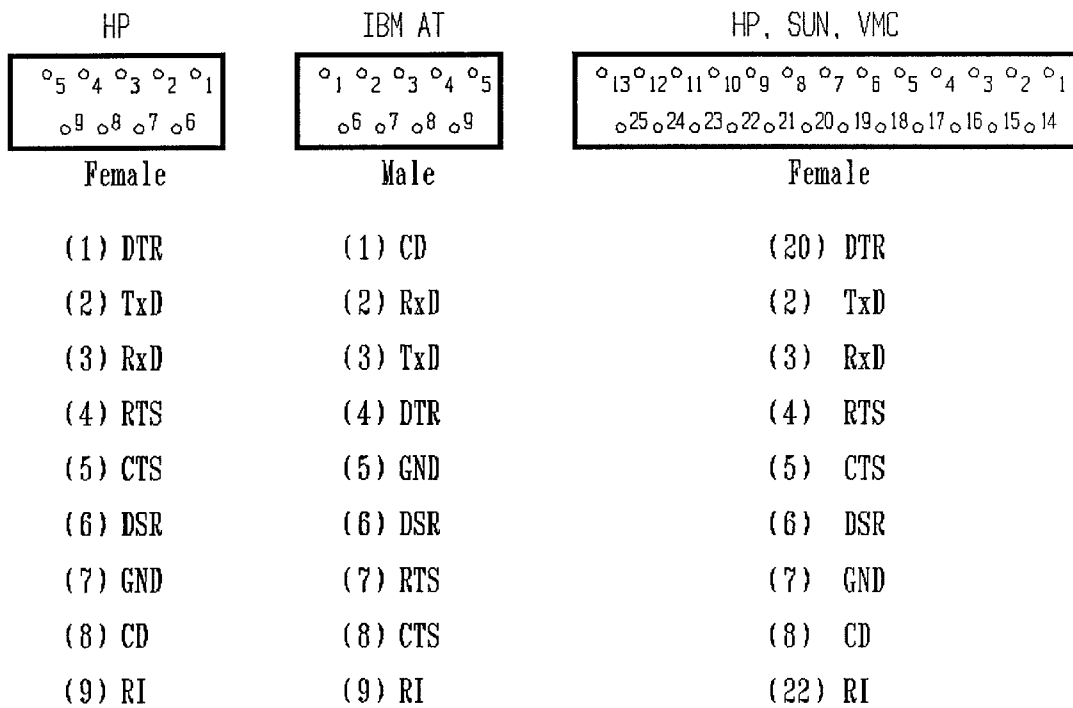 HP IBM AT HP, SUN, VMC
5 4 3 2 1 1 2 3 4 5 13 12 11 10 9 8 7 6 5 4 3 2 1
9 8 7 6 6 7 8 9 25 24 23 22 21 20 19 18 17 16 15 14
Female Male Female
(1) DTR (1) CD (20) DTR
(2) TxD (2) RxD (2) TxD
(3) RxD (3) TxD (3) RxD
(4) RTS (4) DTR (4) RTS
(5) CTS (5) GND (5) CTS
(6) DSR (6) DSR (6) DSR
(7) GND (7) RTS (7) GND
(8) CD (8) CTS (8) CD
(9) RI (9) RI (22) RI